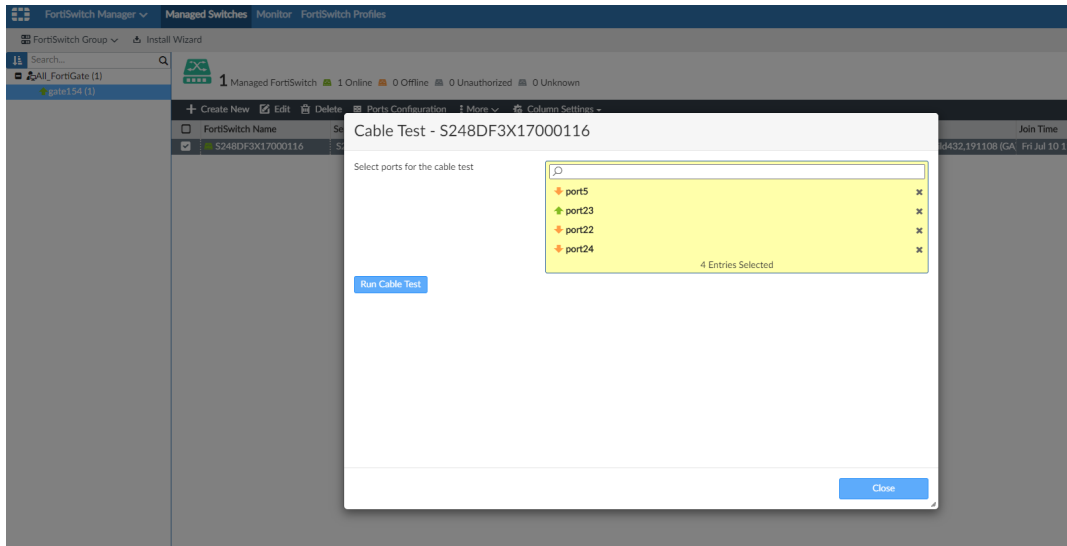 FortiSwitch Manager Managed Switches Monitor FortiSwitch Profiles
FortiSwitch Group Install Wizard
Search...
All_FortiGate (1)
gate154 (1)
1 Managed FortiSwitch 1 Online 0 Offline 0 Unauthorized 0 Unknown
Create New Edit Delete Ports Configuration More Column Settings
FortiSwitch Name Se Join Time
S248DF3X17000116 (GA) Fri Jul 10 1
Cable Test - S248DF3X17000116
Select ports for the cable test
port5
port23
port22
port24
4 Entries Selected
Run Cable Test
Close